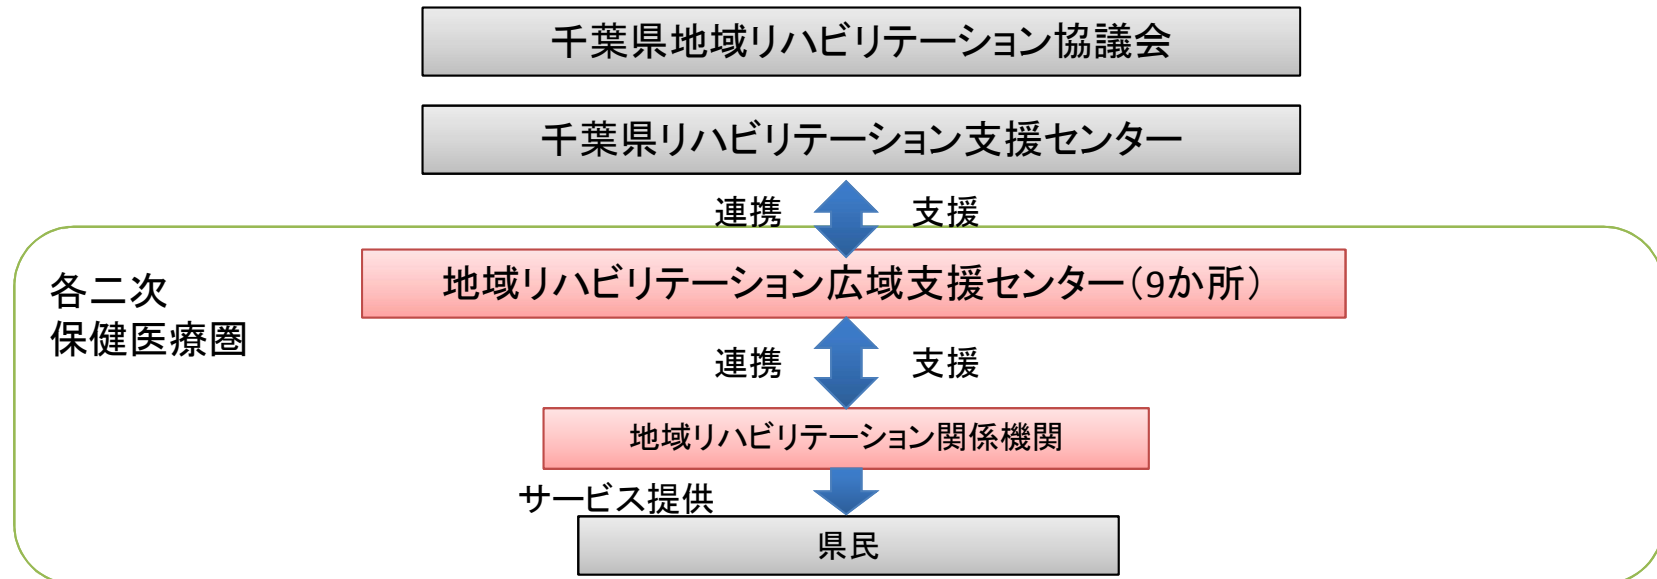 千葉県地域リハビリテーション協議会
千葉県リハビリテーション支援センター
連携 支援
地域リハビリテーション広域支援センター(9か所)
各二次
保健医療圏
連携 支援
地域リハビリテーション関係機関
サービス提供
県民